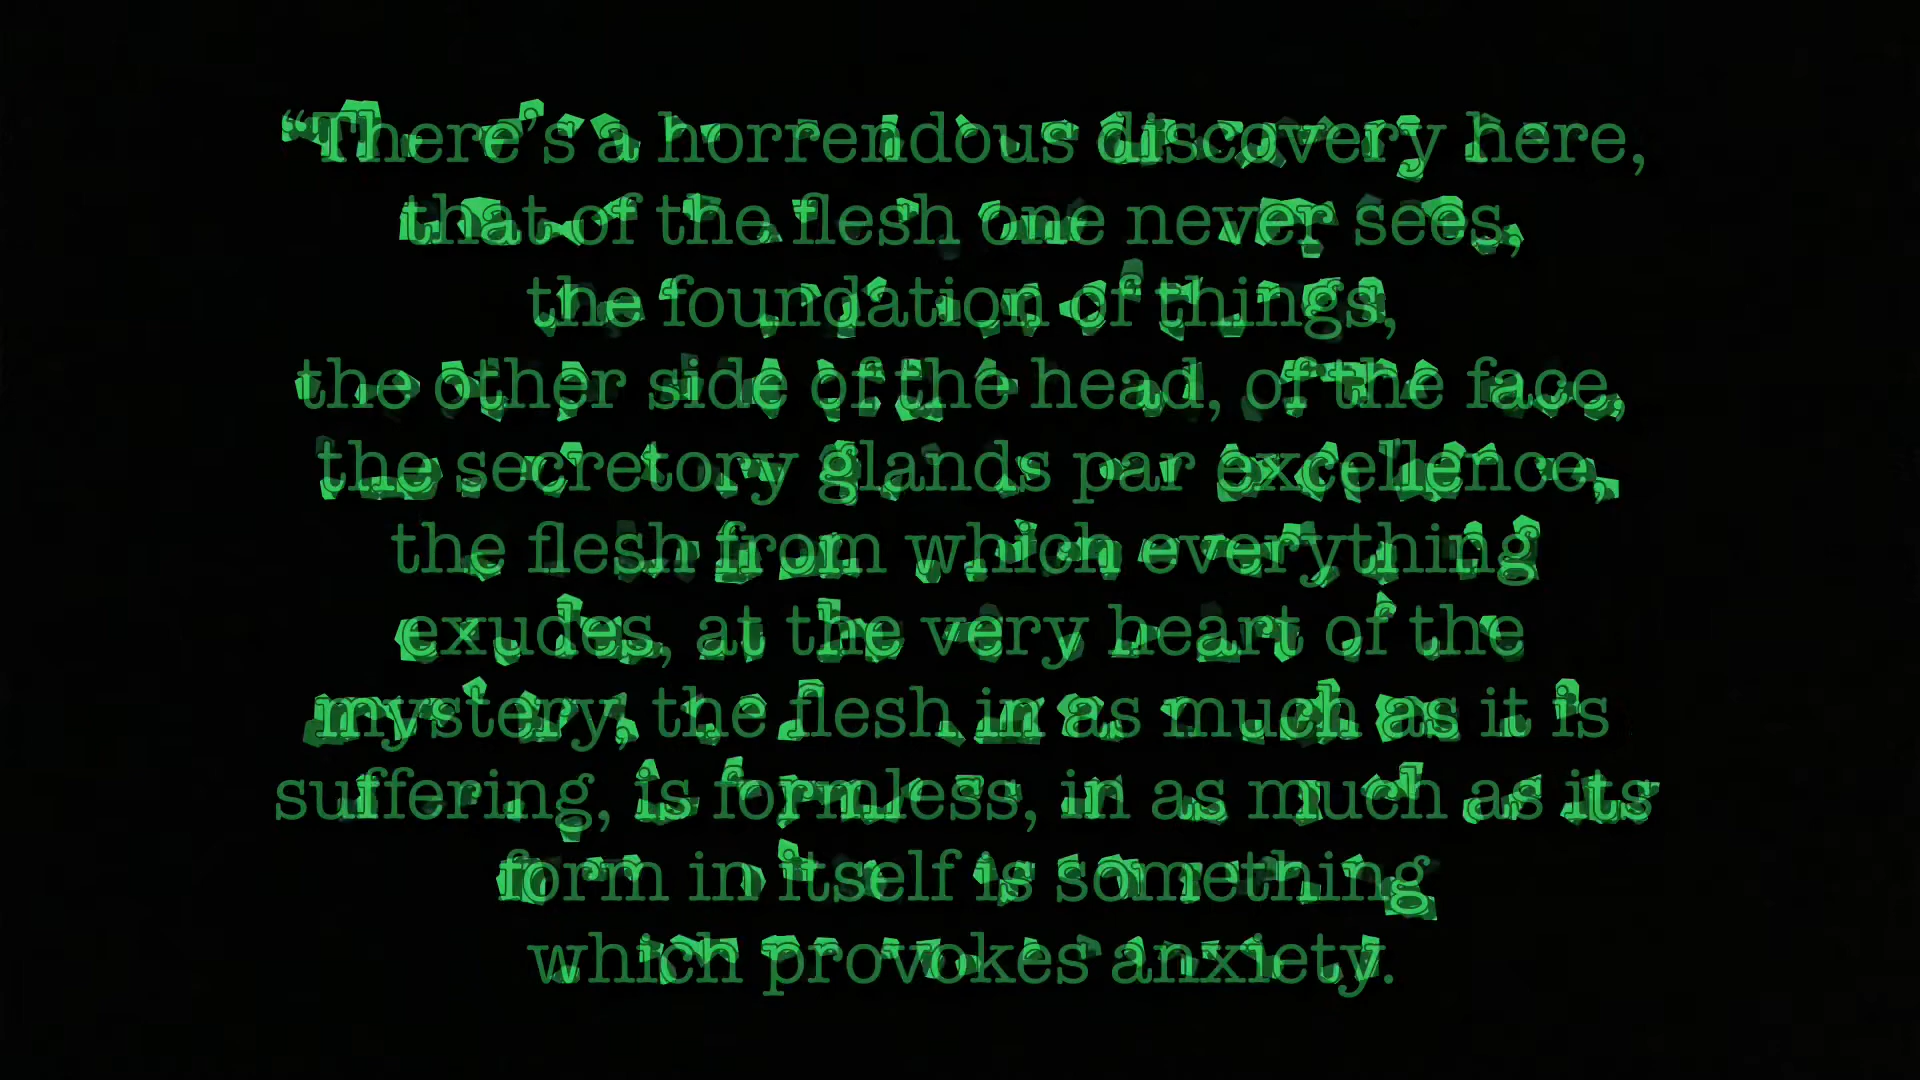 “There’s a horrendous discovery here,
that of the flesh one never sees,
the foundation of things,
the other side of the head, of the face,
the secretory glands par excellence,
the flesh from which everything
exudes, at the very heart of the
mystery, the flesh in as much as it is
suffering, is formless, in as much as its
form in itself is something
which provokes anxiety.